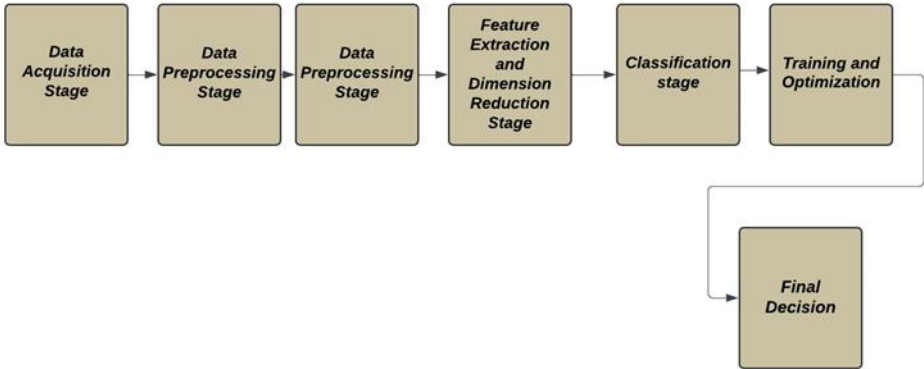 Data
Acquisition
Stage
Data
Preprocessing
Stage
Data
Preprocessing
Stage
Feature
Extraction
and
Dimension
Reduction
Stage
Classification
stage
Training and
Optimization
Final
Decision